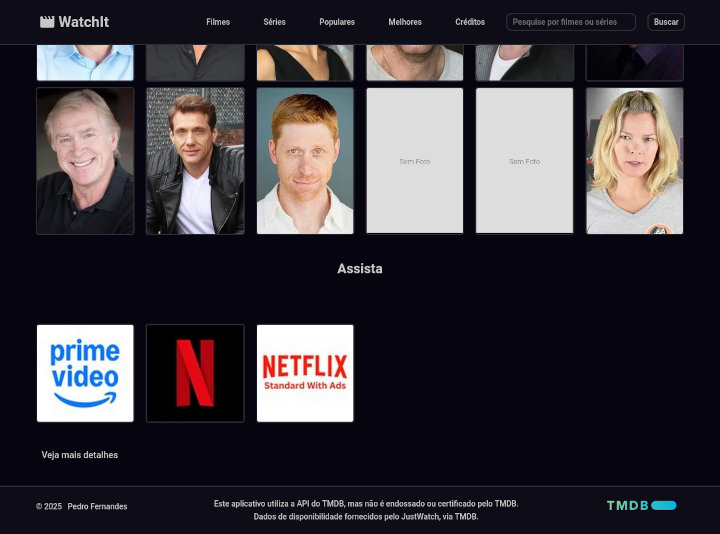 WatchIt
Filmes
Séries
Populares
Melhores
Créditos
Pesquise por filmes ou séries
Buscar
Sem Foto
Sem Foto
Assista
prime
video
N
NETFLIX
Standard With Ads
Veja mais detalhes
© 2025 Pedro Fernandes
Este aplicativo utiliza a API do TMDB, mas não é endossado ou certificado pelo TMDB.
Dados de disponibilidade fornecidos pelo JustWatch, via TMDB.
TMDB